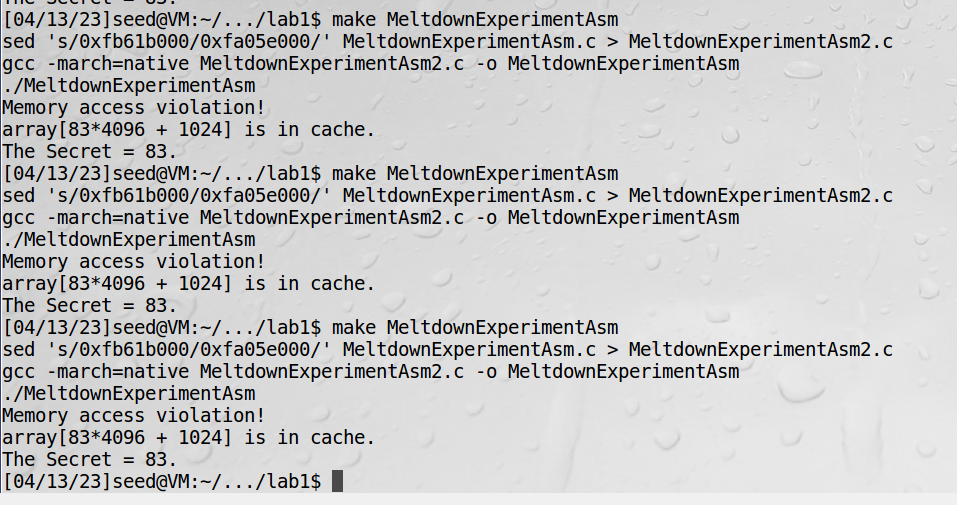 The Secret = 83.
[04/13/23]seed@VM:~/.../lab1$ make MeltdownExperimentAsm
sed 's/0xfb61b000/0xfa05e000/' MeltdownExperimentAsm.c > MeltdownExperimentAsm2.c
gcc -march=native MeltdownExperimentAsm2.c -o MeltdownExperimentAsm
./MeltdownExperimentAsm
Memory access violation!
array[83*4096 + 1024] is in cache.
The Secret = 83.
[04/13/23]seed@VM:~/.../lab1$ make MeltdownExperimentAsm
sed 's/0xfb61b000/0xfa05e000/' MeltdownExperimentAsm.c > MeltdownExperimentAsm2.c
gcc -march=native MeltdownExperimentAsm2.c -o MeltdownExperimentAsm
./MeltdownExperimentAsm
Memory access violation!
array[83*4096 + 1024] is in cache.
The Secret = 83.
[04/13/23]seed@VM:~/.../lab1$ make MeltdownExperimentAsm
sed 's/0xfb61b000/0xfa05e000/' MeltdownExperimentAsm.c > MeltdownExperimentAsm2.c
gcc -march=native MeltdownExperimentAsm2.c -o MeltdownExperimentAsm
./MeltdownExperimentAsm
Memory access violation!
array[83*4096 + 1024] is in cache.
The Secret = 83.
[04/13/23]seed@VM:~/.../lab1$